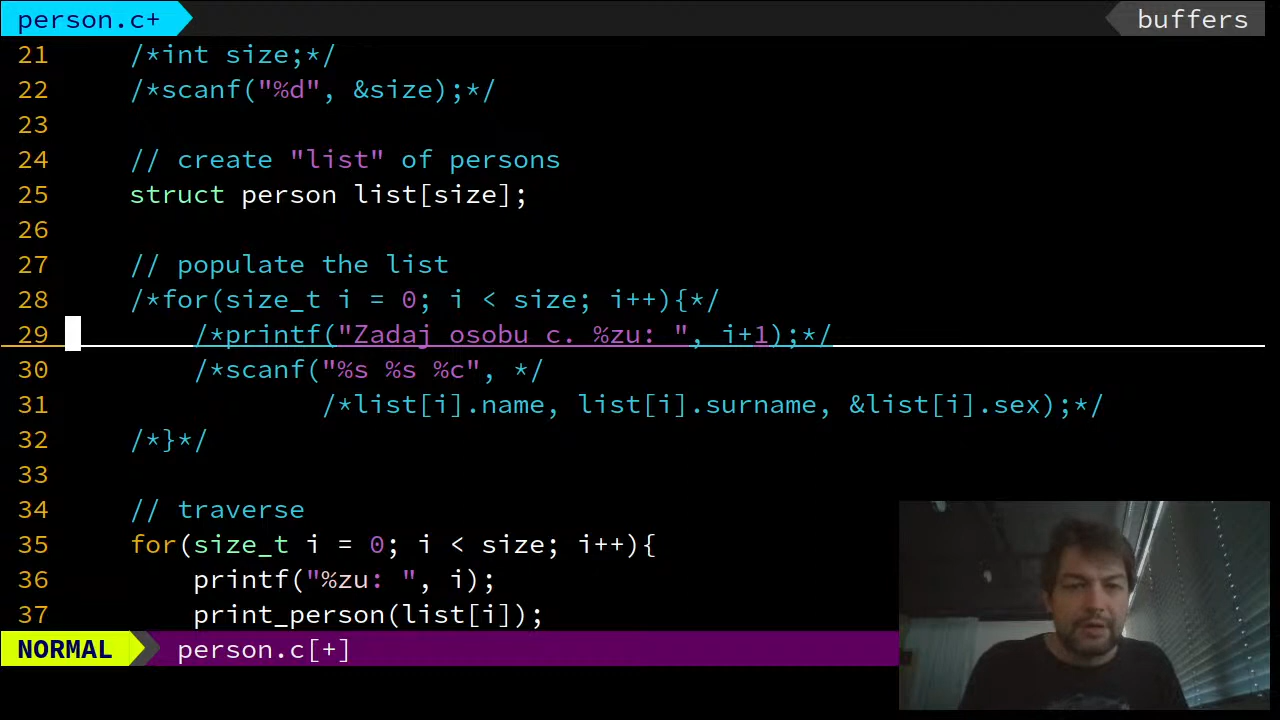 person.c+ buffers
21 /*int size;*/
22 /*scanf("%d", &size);*/
23
24 // create "list" of persons
25 struct person list[size];
26
27 // populate the list
28 /*for(size_t i = 0; i < size; i++){*/
29 /*printf("Zadaj osobu c. %zu: ", i+1);*/
30 /*scanf("%s %s %c", */
31 /*list[i].name, list[i].surname, &list[i].sex);*/
32 /*}*/
33
34 // traverse
35 for(size_t i = 0; i < size; i++){
36 printf("%zu: ", i);
37 print_person(list[i]);
NORMAL person.c[+]